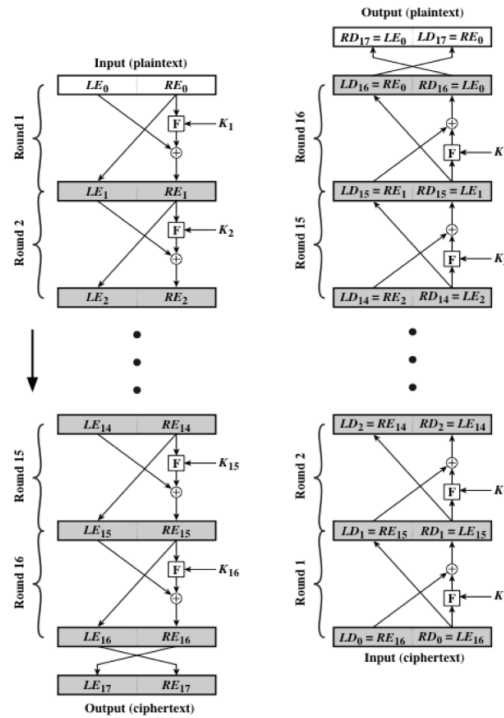 Input (plaintext)
LE0 RE0
Round 1
F
K1
LE1 RE1
Round 2
F
K2
LE2 RE2
LE14 RE14
Round 15
F
K15
LE15 RE15
Round 16
F
K16
LE16 RE16
LE17 RE17
Output (ciphertext)
Output (plaintext)
RD17 = LE0 LD17 = RE0
LD16 = RE0 RD16 = LE0
Round 16
F
K
LD15 = RE1 RD15 = LE1
Round 15
F
K
LD14 = RE2 RD14 = LE2
LD2 = RE14 RD2 = LE14
Round 2
F
K
LD1 = RE15 RD1 = LE15
Round 1
F
K
LD0 = RE16 RD0 = LE16
Input (ciphertext)